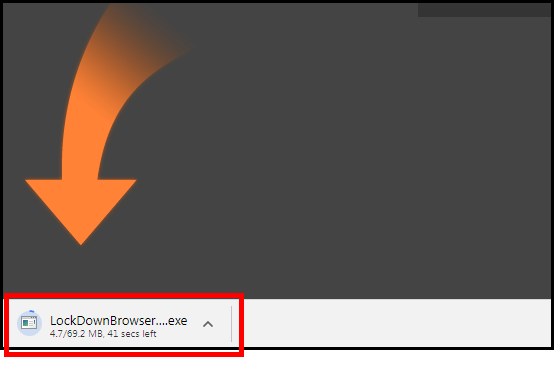 LockDownBrowser....exe
4.7/69.2 MB, 41 secs left